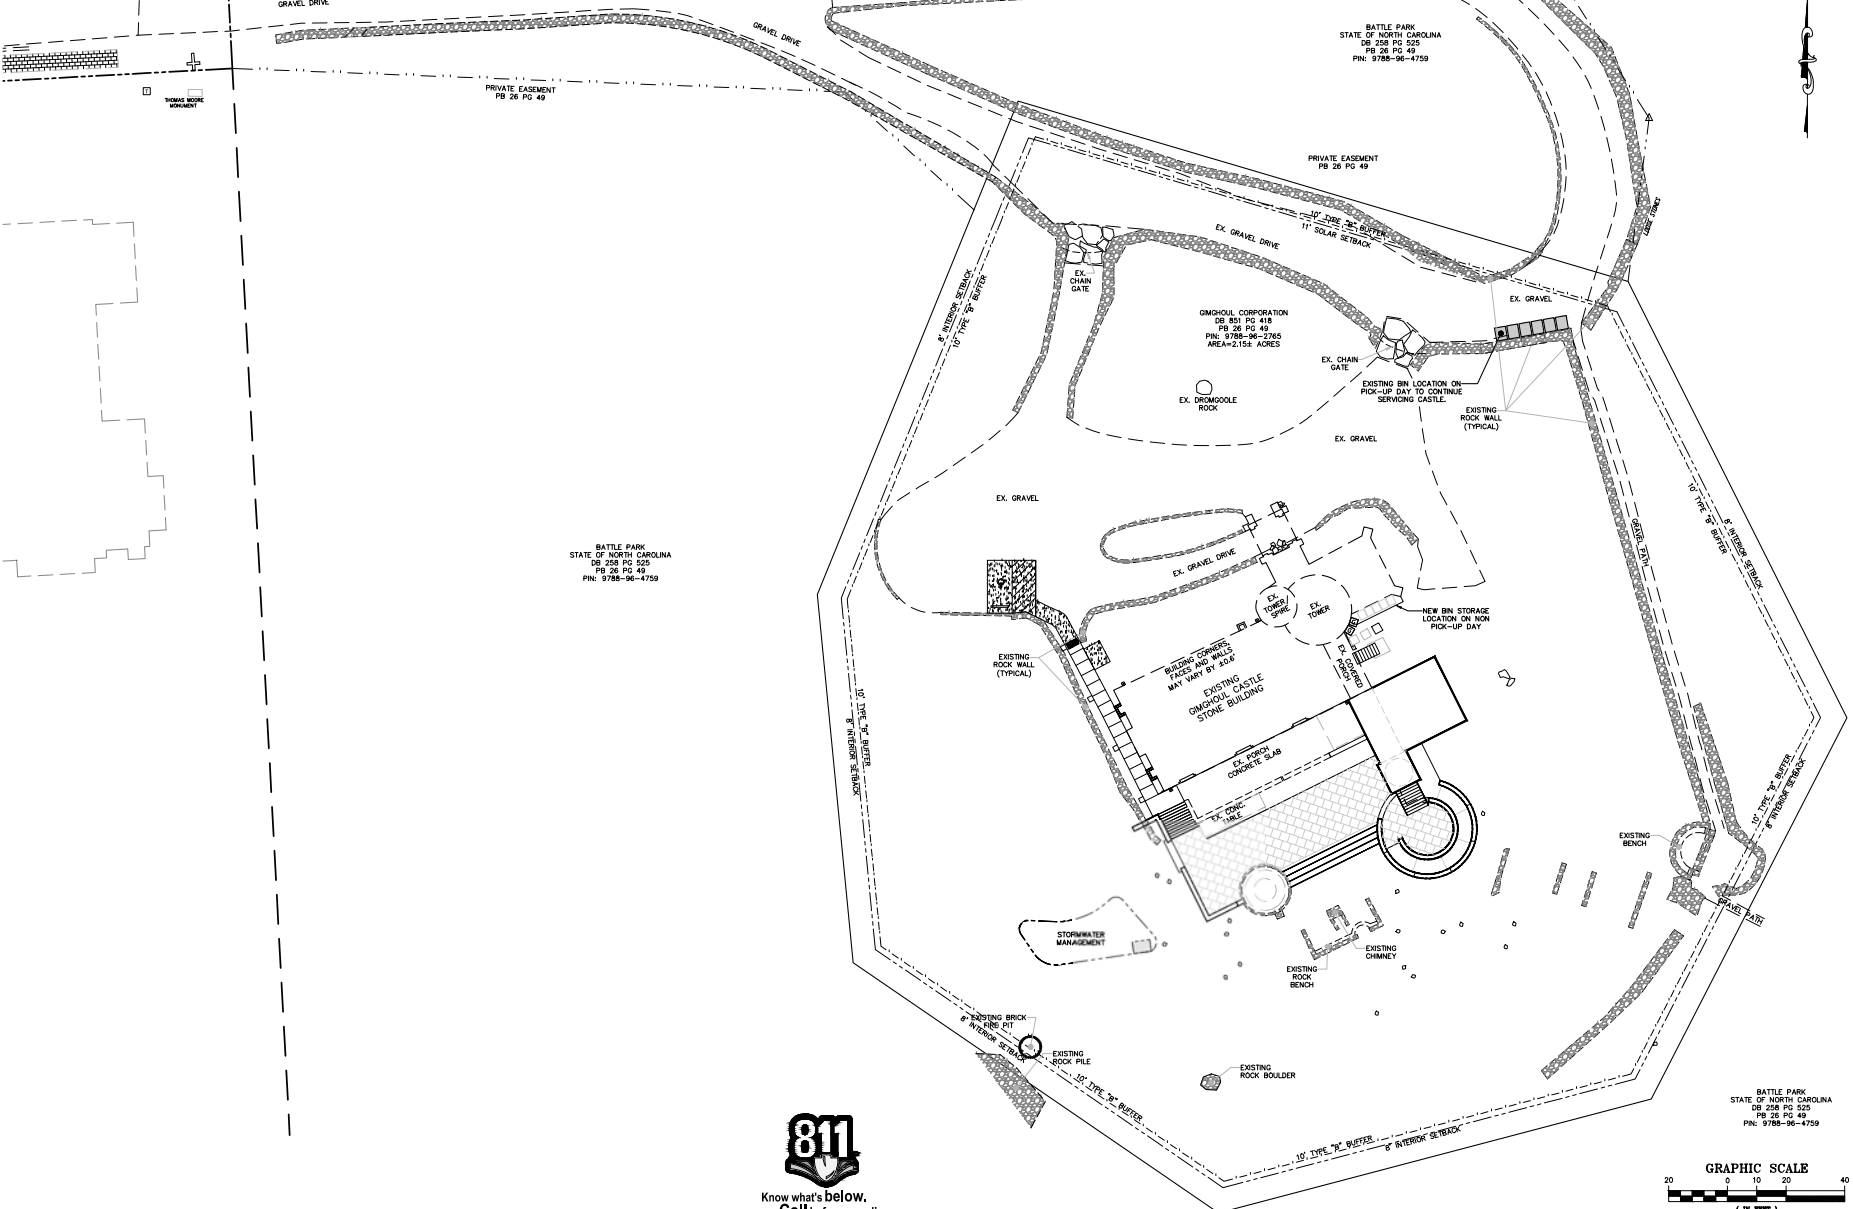 GRAVEL DRIVE
GRAVEL DRIVE
THOMAS MOORE
MONUMENT
PRIVATE EASEMENT
PB 26 PG 49
BATTLE PARK
STATE OF NORTH CAROLINA
DB 258 PG 525
PB 26 PG 49
PIN: 9788-96-4759
PRIVATE EASEMENT
PB 26 PG 49
LOOSE STONES
10' TYPE "B" BUFFER
11' SOLAR SETBACK
EX. GRAVEL DRIVE
EX.
CHAIN
GATE
8' INTERIOR SETBACK
10' TYPE "B" BUFFER
GIMGHOUL CORPORATION
DB 851 PG 418
PB 26 PG 49
PIN: 9788-96-2765
AREA=2.15± ACRES
EX. GRAVEL
EX. CHAIN
GATE
EXISTING BIN LOCATION ON
PICK-UP DAY TO CONTINUE
SERVICING CASTLE.
EX. DROMGOOLE
ROCK
EXISTING
ROCK WALL
(TYPICAL)
EX. GRAVEL
EX. GRAVEL
10' TYPE "B" BUFFER
8' INTERIOR SETBACK
GRAVEL PATH
BATTLE PARK
STATE OF NORTH CAROLINA
DB 258 PG 525
PB 26 PG 49
PIN: 9788-96-4759
EX. GRAVEL DRIVE
EX.
TOWER
SPIRE
EX.
TOWER
NEW BIN STORAGE
LOCATION ON NON
PICK-UP DAY
EXISTING
ROCK WALL
(TYPICAL)
BUILDING CORNERS,
FACES AND WALLS
MAY VARY BY ±0.6'
EXISTING
GIMGHOUL CASTLE
STONE BUILDING
EX. COVERED
PORCH
10' TYPE "B" BUFFER
8' INTERIOR SETBACK
EX. PORCH
CONCRETE SLAB
EX. CONC.
TABLE
10' TYPE "B" BUFFER
8' INTERIOR SETBACK
EXISTING
BENCH
GRAVEL PATH
STORMWATER
MANAGEMENT
EXISTING
CHIMNEY
EXISTING
ROCK
BENCH
EXISTING BRICK
FIRE PIT
8' INTERIOR SETBACK
EXISTING
ROCK PILE
10' TYPE "B" BUFFER
EXISTING
ROCK BOULDER
BATTLE PARK
STATE OF NORTH CAROLINA
DB 258 PG 525
PB 26 PG 49
PIN: 9788-96-4759
10' TYPE "B" BUFFER
8' INTERIOR SETBACK
811
Know what's below.
GRAPHIC SCALE
20 0 10 20 40